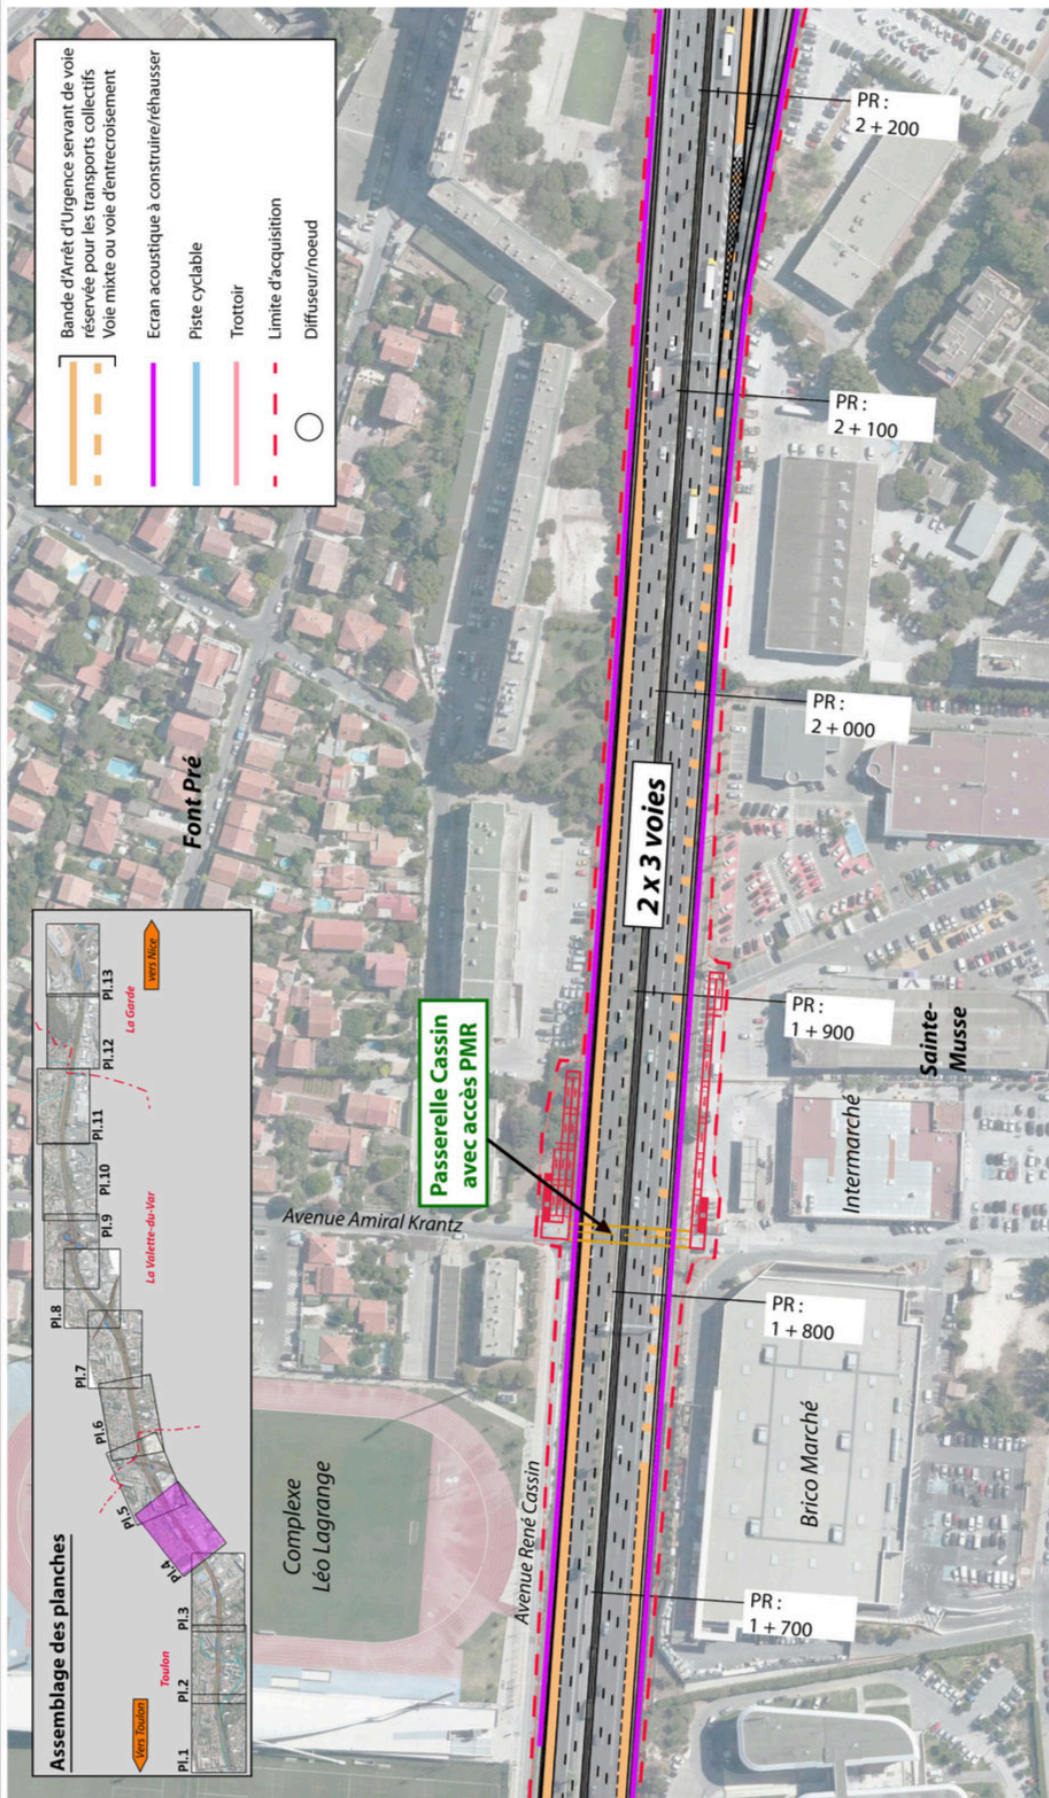 Bande d'Arrêt d'Urgence servant de voie
réservée pour les transports collectifs
Voie mixte ou voie d'entrecroisement
Ecran acoustique à construire/réhausser
Piste cyclable
Trottoir
Limite d'acquisition
Diffuseur/noeud
Assemblage des planches
Vers Toulon
vers Nice
Pl.1
Pl.2
Pl.3
Pl.4
Pl.5
Pl.6
Pl.7
Pl.8
Pl.9
Pl.10
Pl.11
Pl.12
Pl.13
Toulon
La Valette-du-Var
La Garde
Font Pré
Complexe
Léo Lagrange
Avenue René Cassin
Avenue Amiral Krantz
Passerelle Cassin
avec accès PMR
2 x 3 voies
PR :
1 + 700
PR :
1 + 800
PR :
1 + 900
PR :
2 + 000
PR :
2 + 100
PR :
2 + 200
Brico Marché
Intermarché
Sainte-
Musse